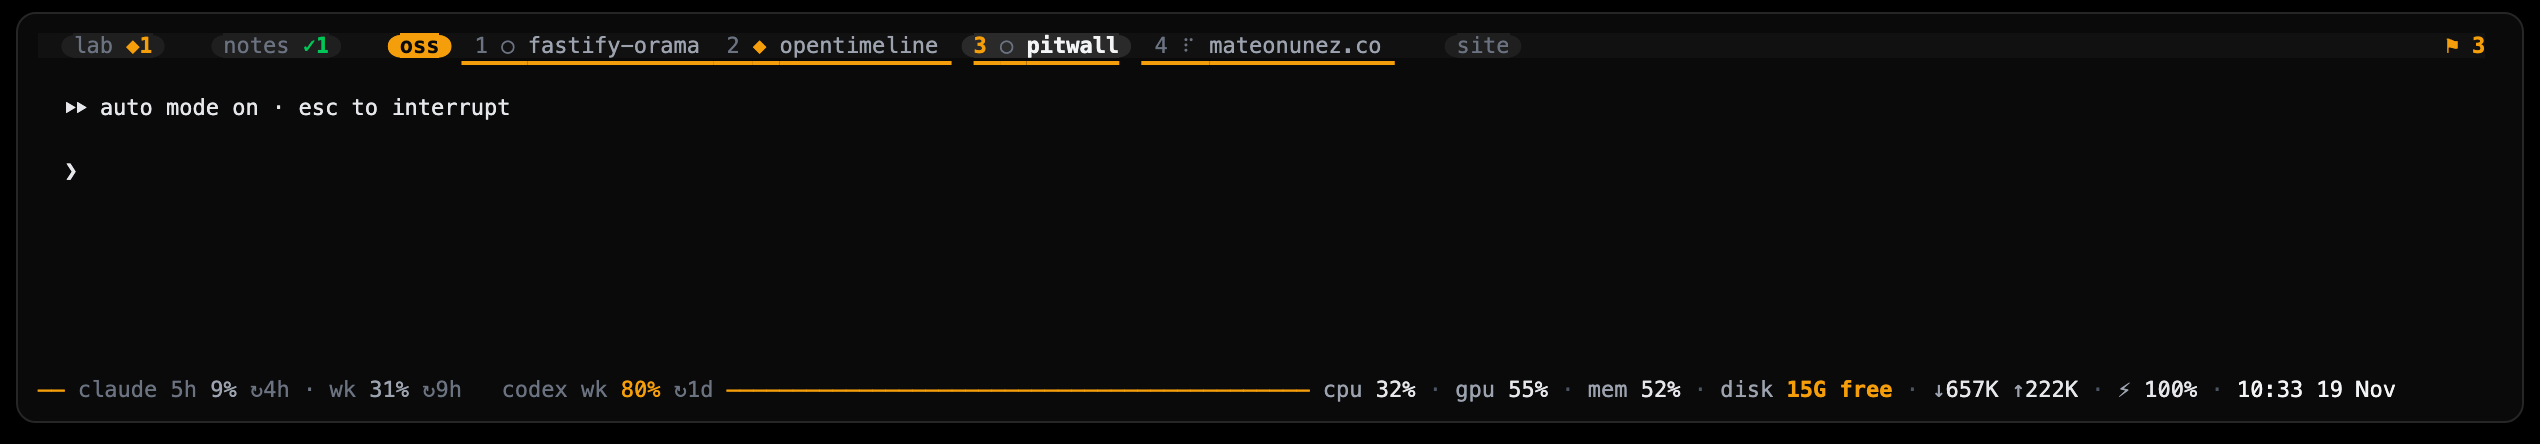 lab ◆1 notes ✓1 oss 1 ○ fastify-orama 2 ◆ opentimeline 3 ○ pitwall 4 ⠏ mateonunez.co site ⚑ 3
▶▶ auto mode on · esc to interrupt
❯
claude 5h 9% ↻4h · wk 31% ↻9h codex wk 80% ↻1d cpu 32% · gpu 55% · mem 52% · disk 15G free · ↓657K ↑222K · ⚡ 100% · 10:33 19 Nov